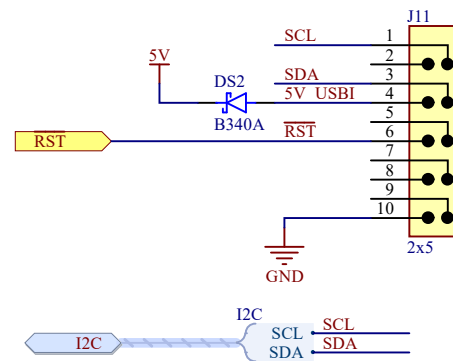 J11
SCL 1
5V 2
DS2 SDA 3
5V_USBI 4
B340A 5
RST RST 6
7
8
9
10
2x5
GND
I2C
SCL SCL
I2C SDA SDA